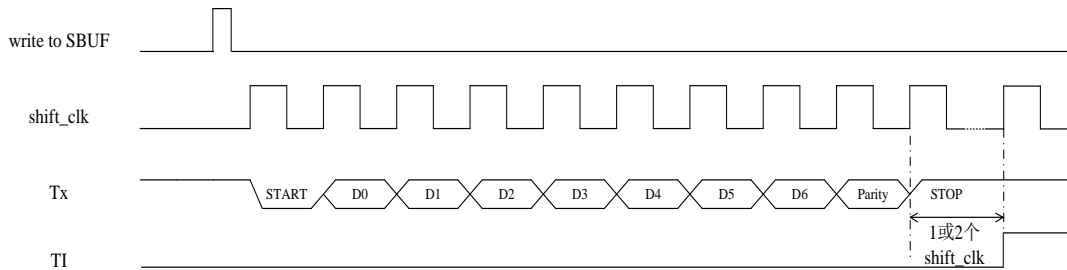 write to SBUF
shift_clk
Tx
START D0 D1 D2 D3 D4 D5 D6 Parity STOP
1或2个
shift_clk
TI